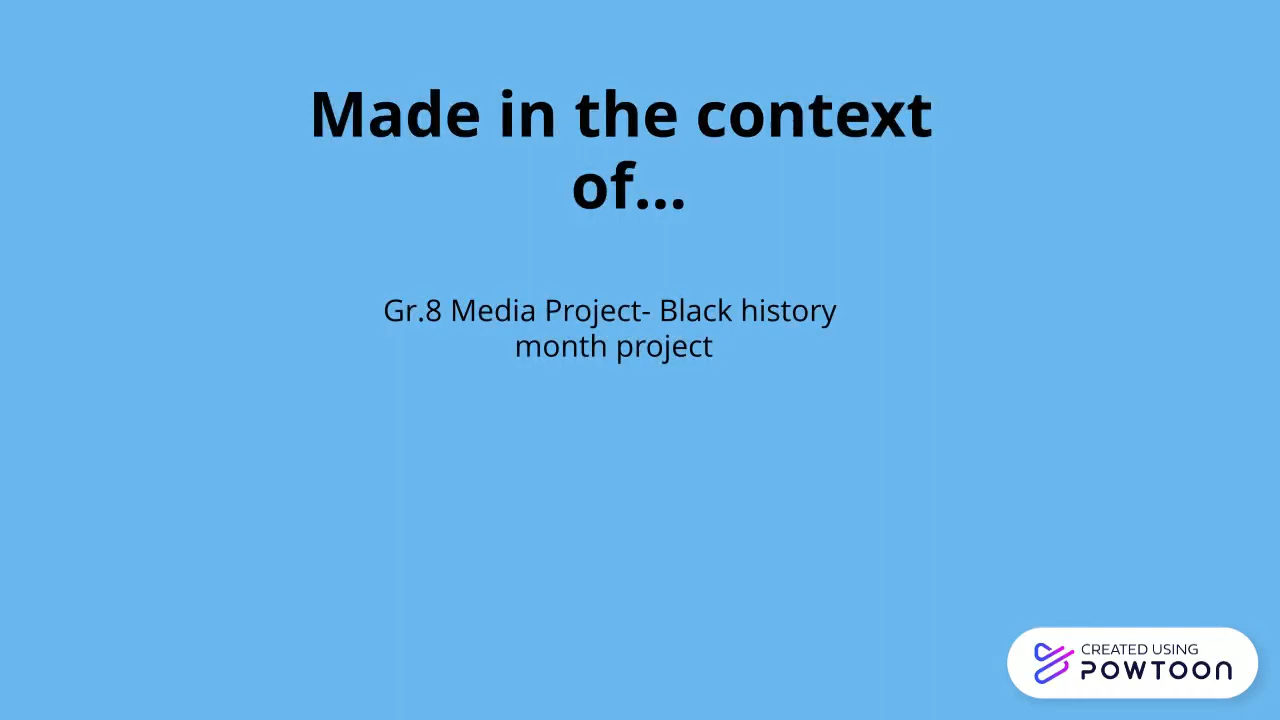 Made in the context
of...
Gr.8 Media Project- Black history
month project
CREATED USING
POWTOON